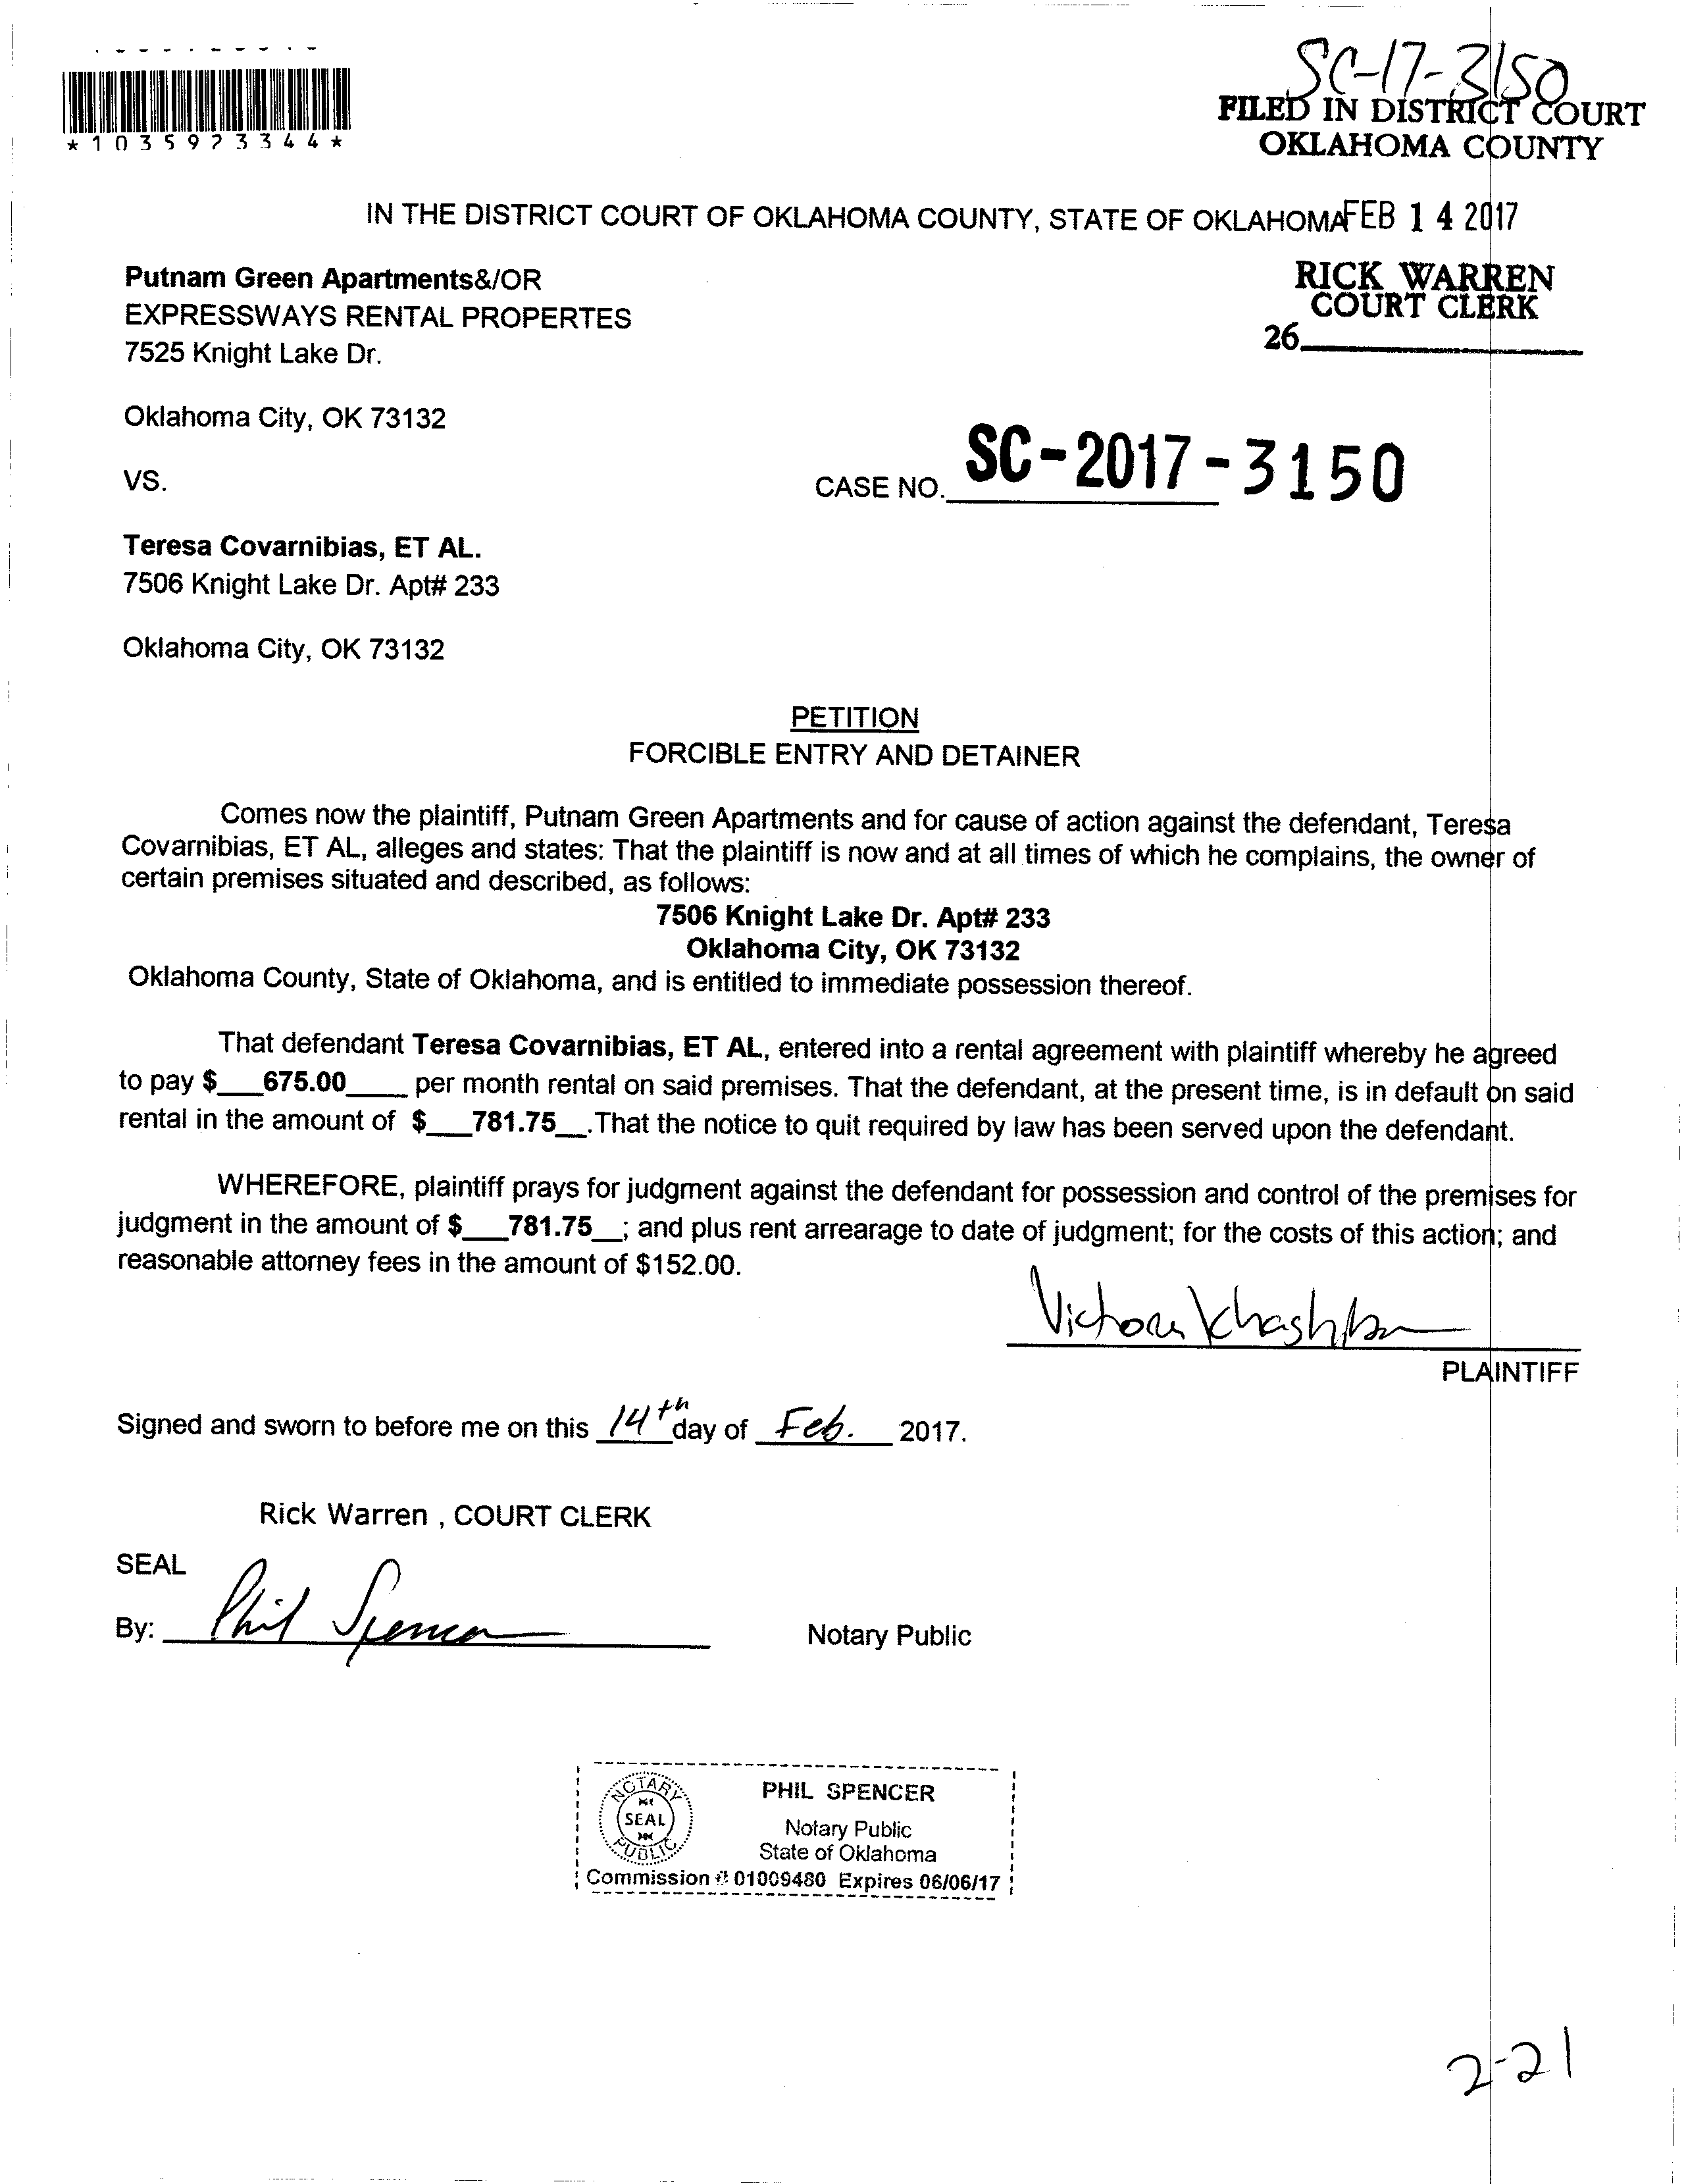 SC-17-3150
*1035923344*
FILED IN DISTRICT COURT
OKLAHOMA COUNTY
IN THE DISTRICT COURT OF OKLAHOMA COUNTY, STATE OF OKLAHOMA FEB 14 2017
Putnam Green Apartments&/OR
RICK WARREN
EXPRESSWAYS RENTAL PROPERTES
COURT CLERK
7525 Knight Lake Dr.
26
Oklahoma City, OK 73132
VS.
CASE NO. SC-2017-3150
Teresa Covarnibias, ET AL.
7506 Knight Lake Dr. Apt# 233
Oklahoma City, OK 73132
PETITION
FORCIBLE ENTRY AND DETAINER
Comes now the plaintiff, Putnam Green Apartments and for cause of action against the defendant, Teresa
Covarnibias, ET AL, alleges and states: That the plaintiff is now and at all times of which he complains, the owner of
certain premises situated and described, as follows:
7506 Knight Lake Dr. Apt# 233
Oklahoma City, OK 73132
Oklahoma County, State of Oklahoma, and is entitled to immediate possession thereof.
That defendant Teresa Covarnibias, ET AL, entered into a rental agreement with plaintiff whereby he agreed
to pay $___675.00____ per month rental on said premises. That the defendant, at the present time, is in default on said
rental in the amount of $___781.75__.That the notice to quit required by law has been served upon the defendant.
WHEREFORE, plaintiff prays for judgment against the defendant for possession and control of the premises for
judgment in the amount of $___781.75__; and plus rent arrearage to date of judgment; for the costs of this action; and
reasonable attorney fees in the amount of $152.00.
PLAINTIFF
Signed and sworn to before me on this 14th day of Feb. 2017.
Rick Warren , COURT CLERK
SEAL
By: Phil Spencer
Notary Public
NOTARY PUBLIC
SEAL
PHIL SPENCER
Notary Public
State of Oklahoma
Commission # 01009480 Expires 06/06/17
2-21